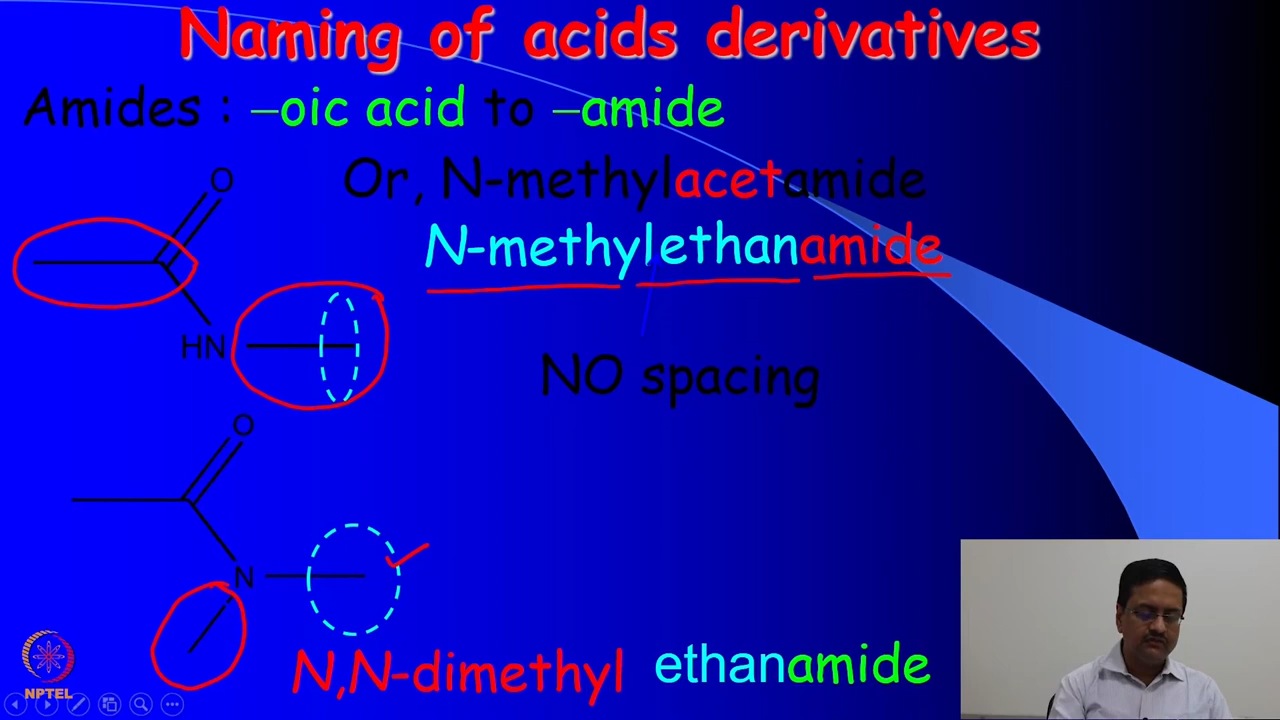 Naming of acids derivatives
Amides : –oic acid to –amide
O
Or, N-methylacetamide
N-methylethanamide
HN
NO spacing
O
N
N,N-dimethyl ethanamide
NPTEL